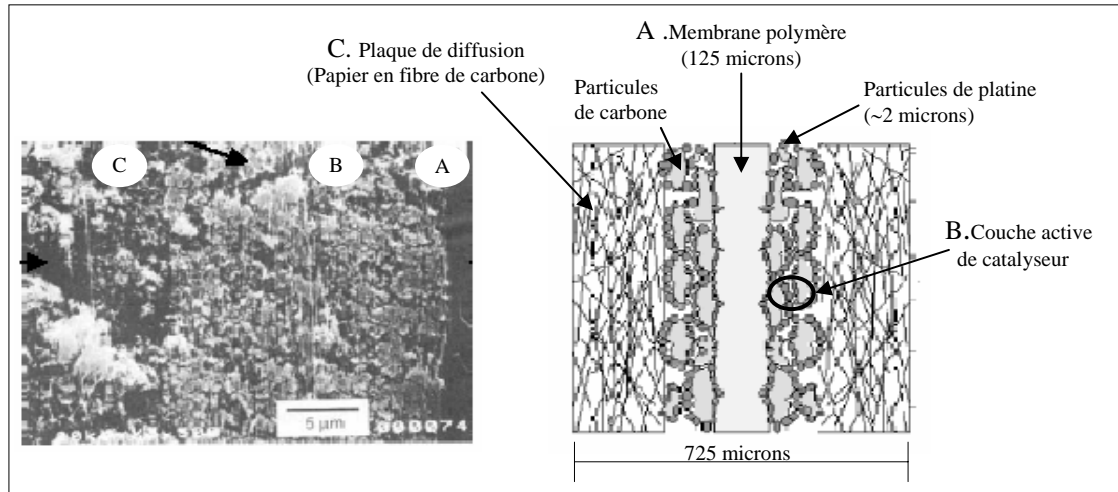 C. Plaque de diffusion
(Papier en fibre de carbone)
A .Membrane polymère
(125 microns)
Particules
de carbone
Particules de platine
(~2 microns)
C
B
A
B.Couche active
de catalyseur
5 µm
000074
725 microns